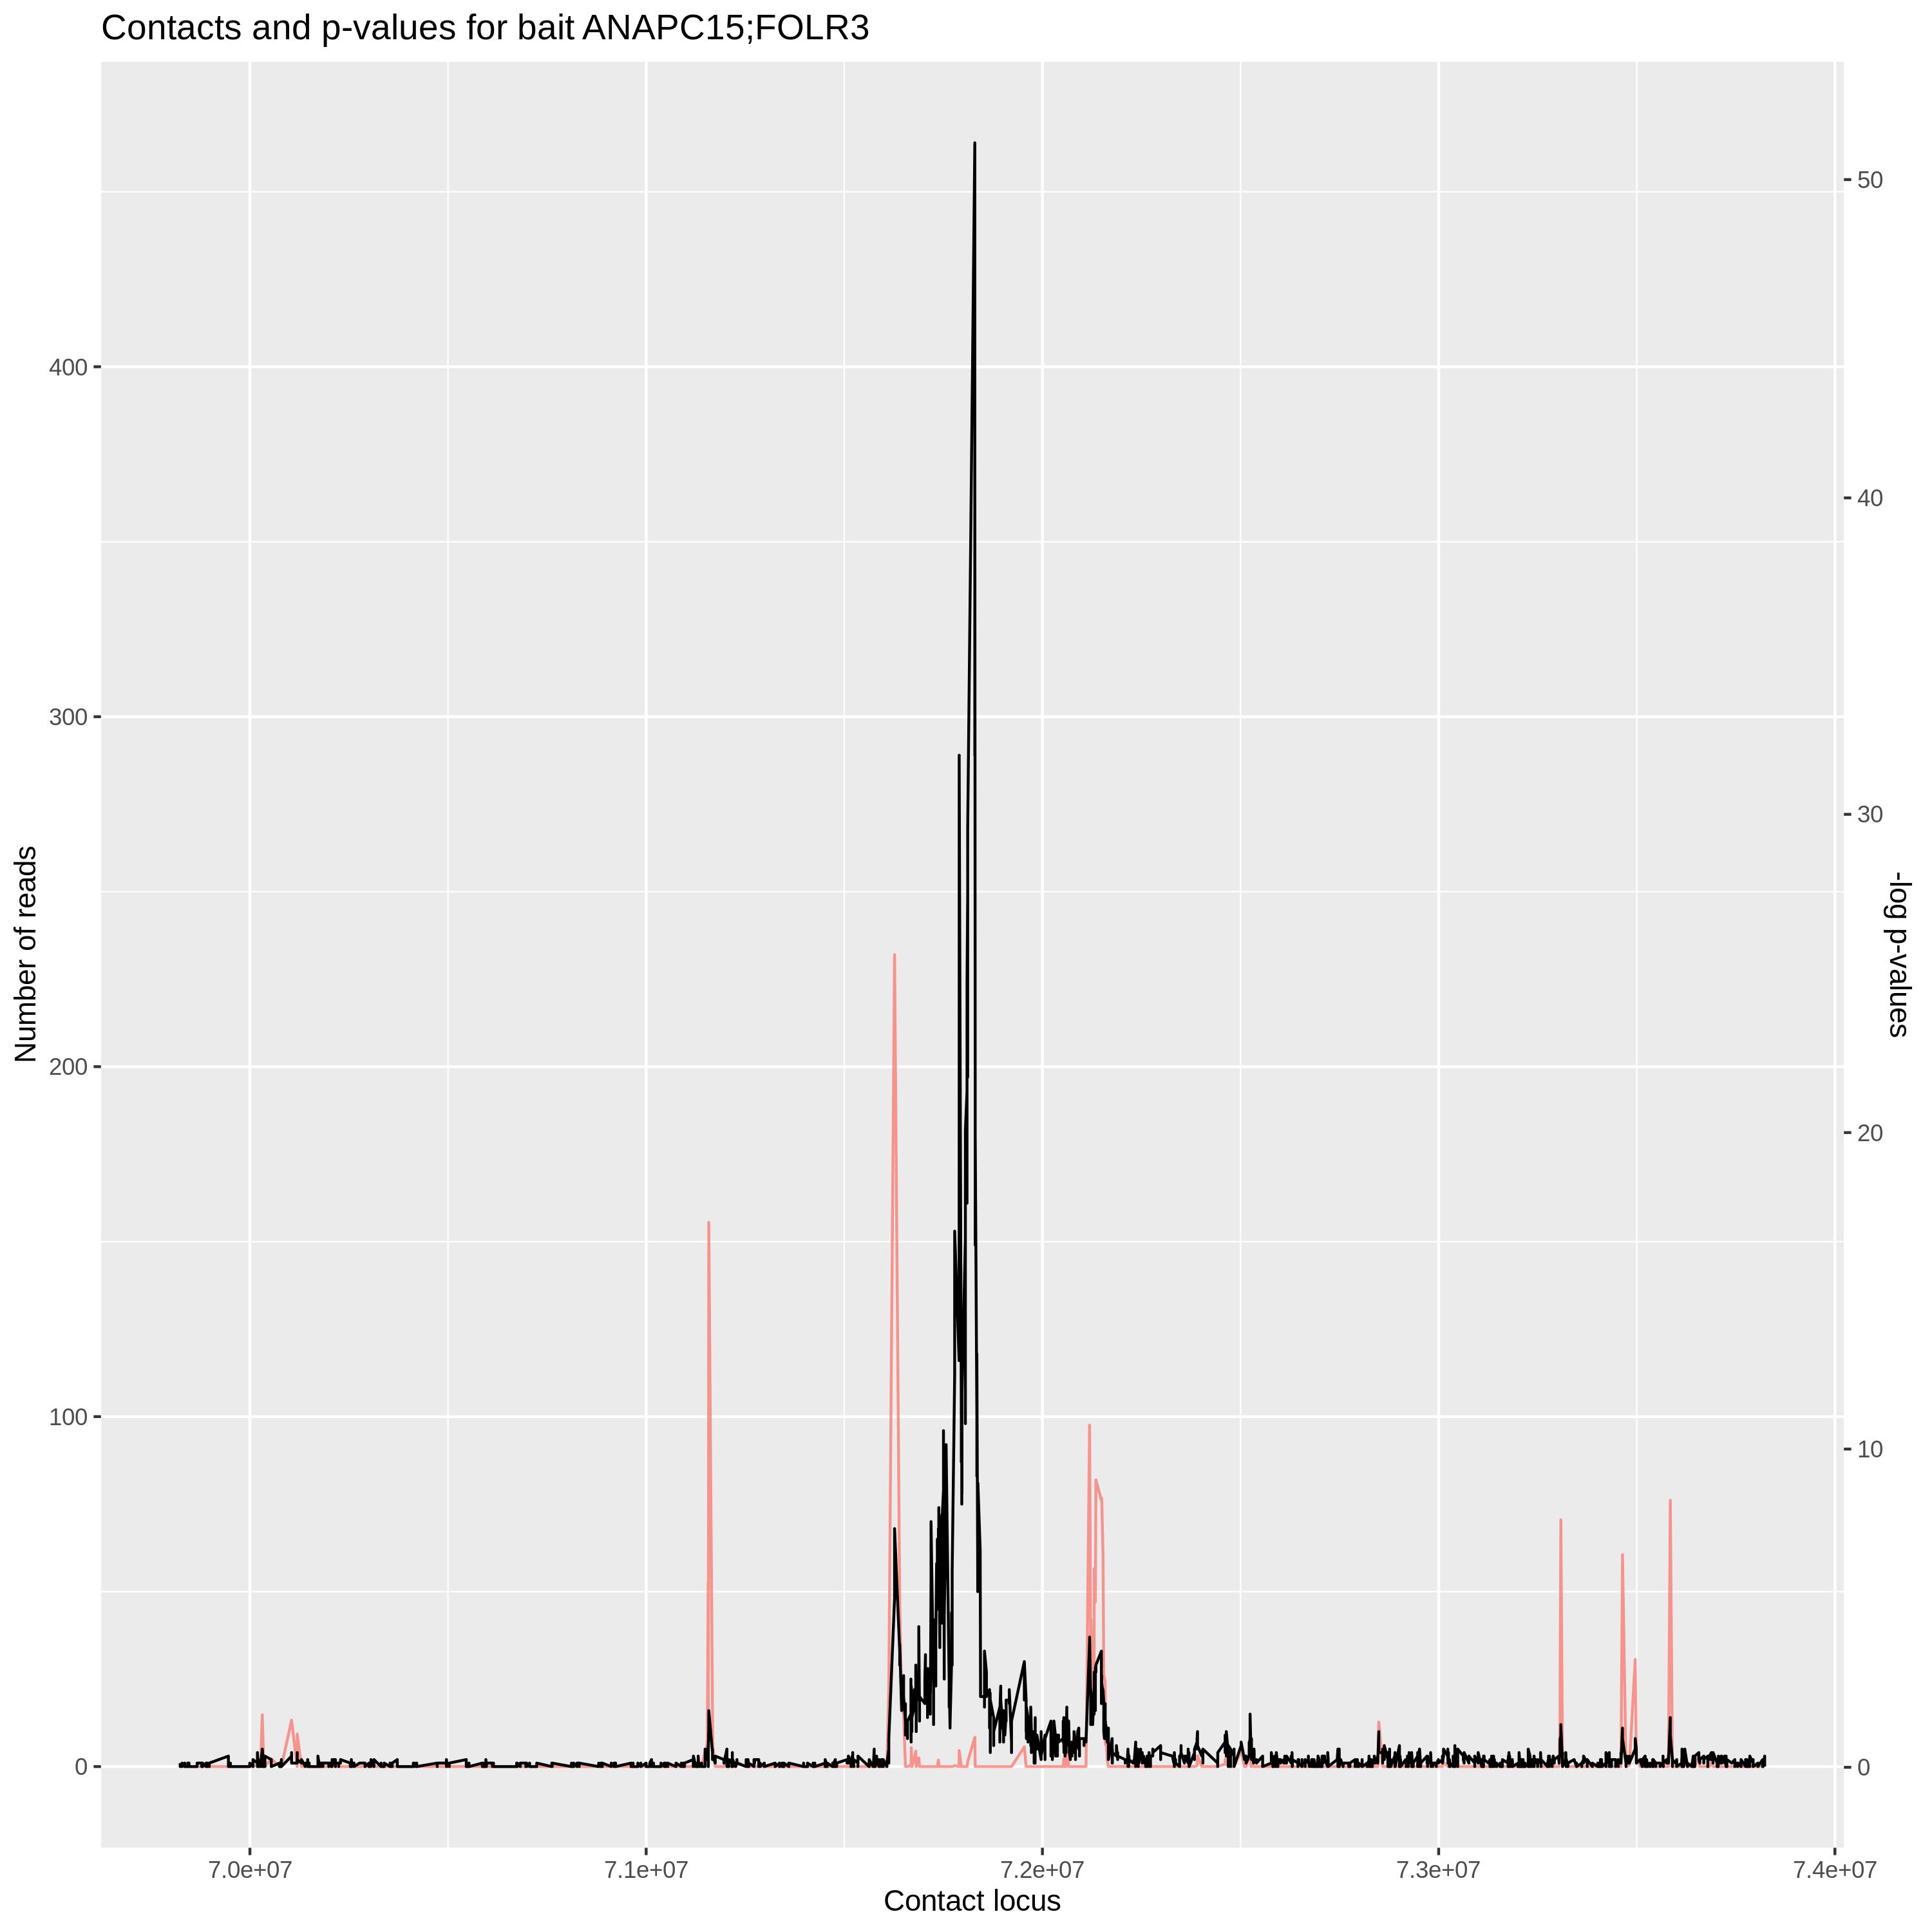 Contacts and p-values for bait ANAPC15;FOLR3
Number of reads
400
300
200
100
0
50
40
30
20
10
0
-log p-values
7.0e+07
7.1e+07
7.2e+07
7.3e+07
7.4e+07
Contact locus